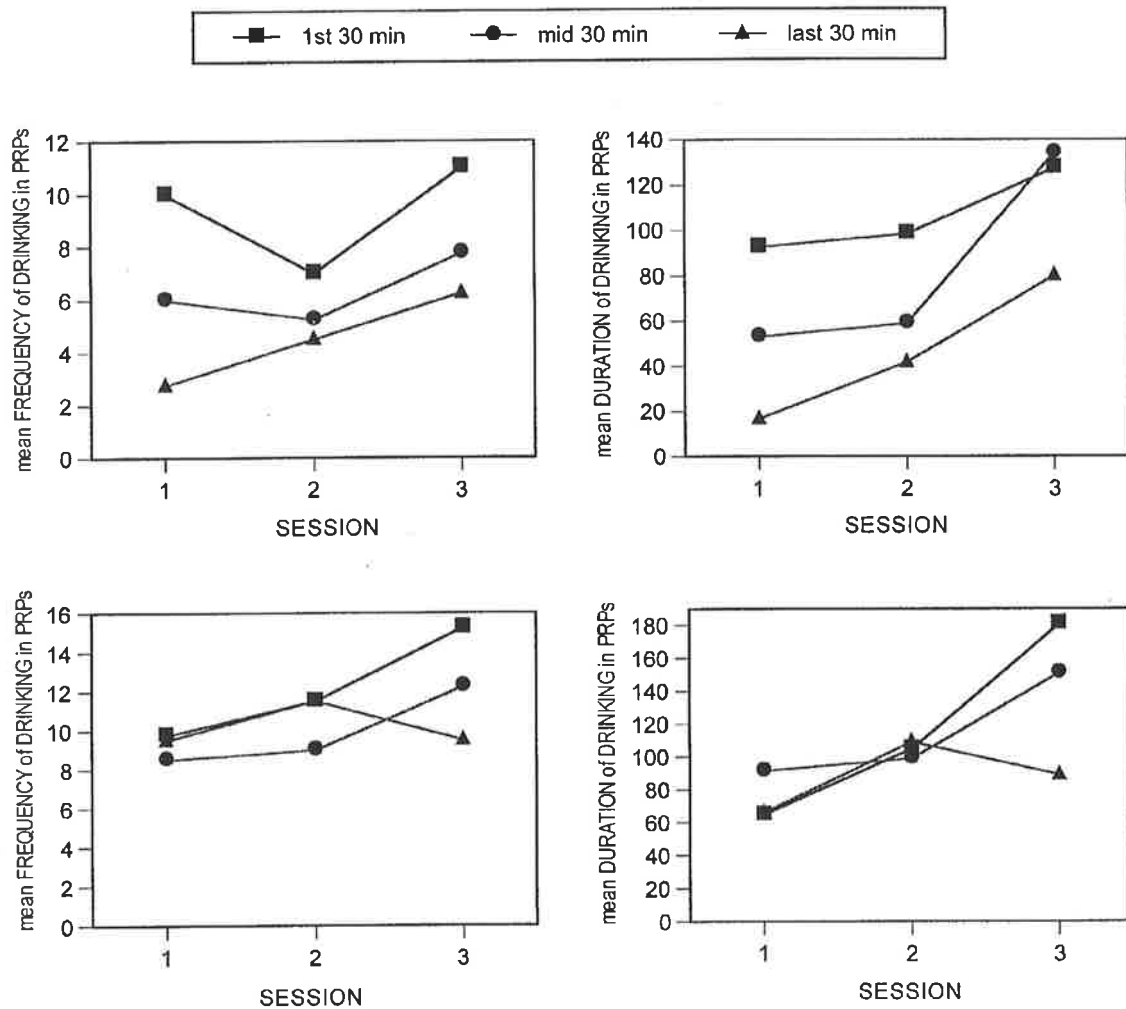 1st 30 min mid 30 min last 30 min
mean FREQUENCY of DRINKING in PRPs
12
10
8
6
4
2
0
1 2 3
SESSION
mean DURATION of DRINKING in PRPs
140
120
100
80
60
40
20
0
1 2 3
SESSION
mean FREQUENCY of DRINKING in PRPs
16
14
12
10
8
6
4
2
0
1 2 3
SESSION
mean DURATION of DRINKING in PRPs
180
160
140
120
100
80
60
40
20
0
1 2 3
SESSION